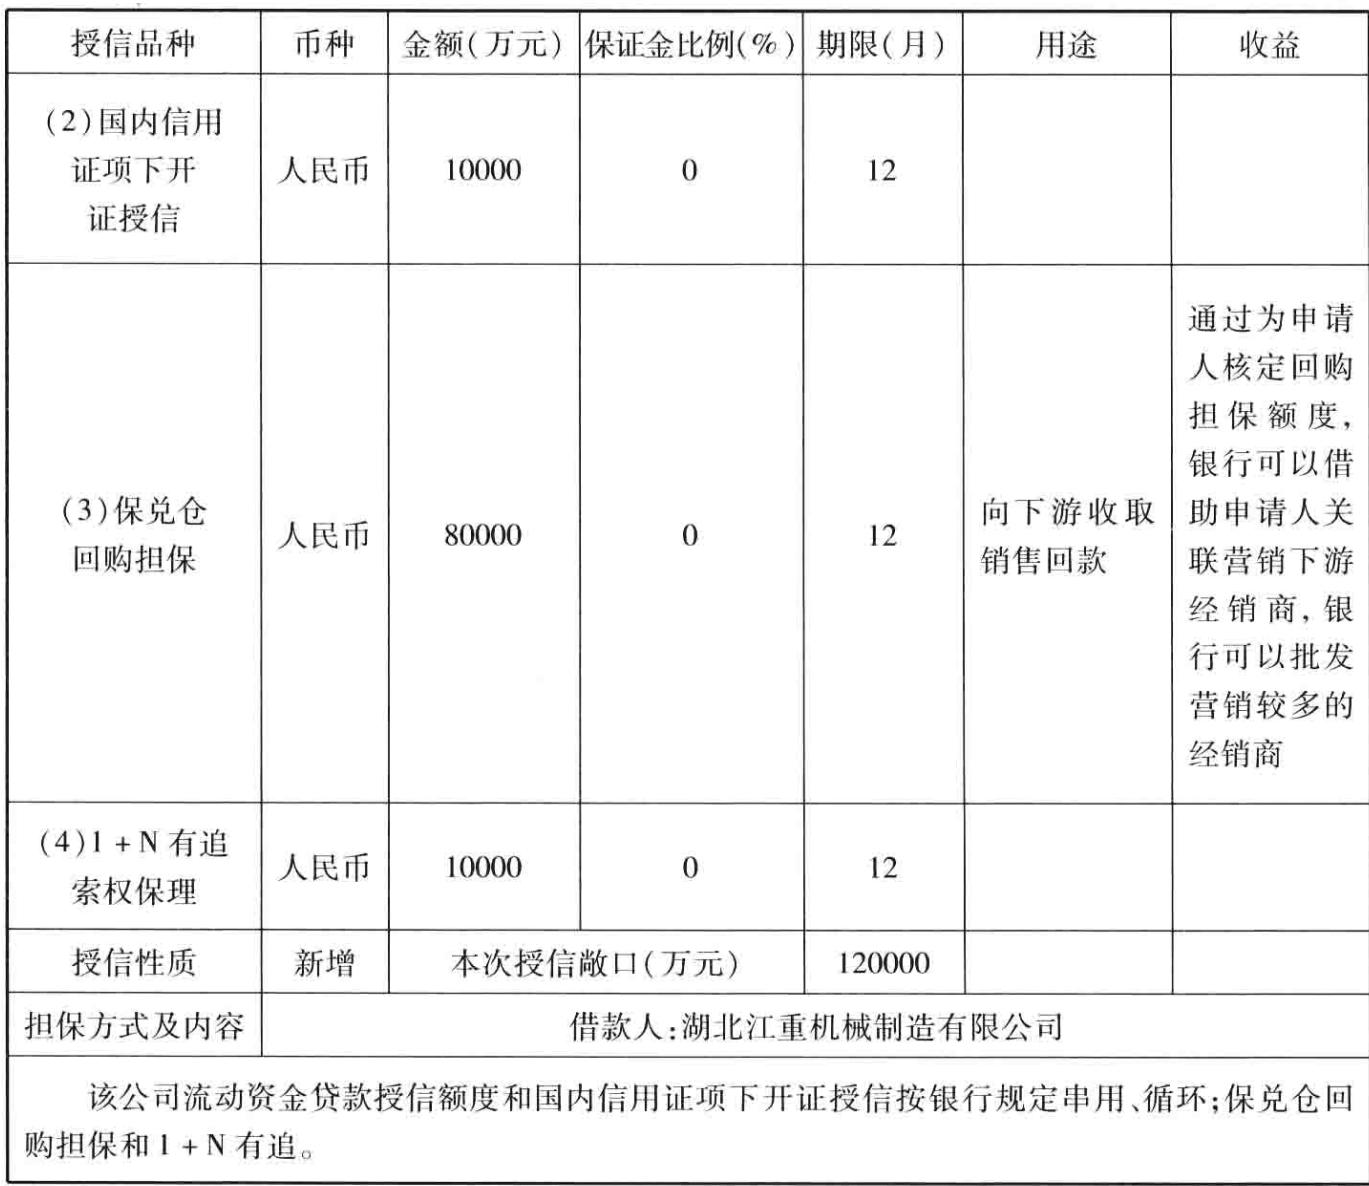 授信品种 币种 金额(万元) 保证金比例(%) 期限(月) 用途 收益
(2)国内信用
证项下开
证授信
人民币 10000 0 12
(3)保兑仓
回购担保
人民币 80000 0 12
向下游收取
销售回款
通过为申请
人核定回购
担保额度,
银行可以借
助申请人关
联营销下游
经销商,银
行可以批发
营销较多的
经销商
(4)1+N有追
索权保理
人民币 10000 0 12
授信性质 新增 本次授信敞口(万元) 120000
担保方式及内容 借款人:湖北江重机械制造有限公司
该公司流动资金贷款授信额度和国内信用证项下开证授信按银行规定串用、循环;保兑仓回
购担保和1+N有追。